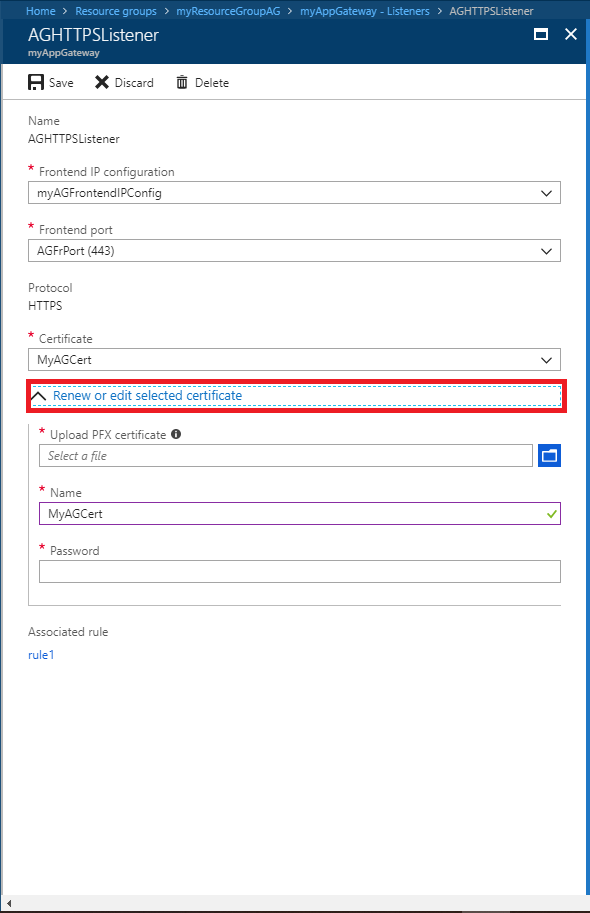 Home > Resource groups > myResourceGroupAG > myAppGateway - Listeners > AGHTTPSListener
AGHTTPSListener
myAppGateway
Save Discard Delete
Name
AGHTTPSListener
* Frontend IP configuration
myAGFrontendIPConfig
* Frontend port
AGFrPort (443)
Protocol
HTTPS
* Certificate
MyAGCert
Renew or edit selected certificate
* Upload PFX certificate
Select a file
* Name
MyAGCert
* Password
Associated rule
rule1